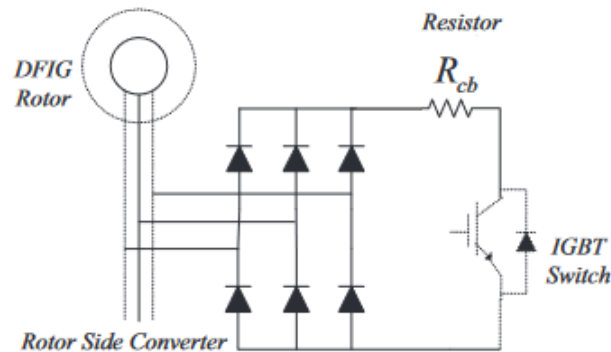 Resistor
DFIG
Rotor
R_cb
IGBT
Switch
Rotor Side Converter